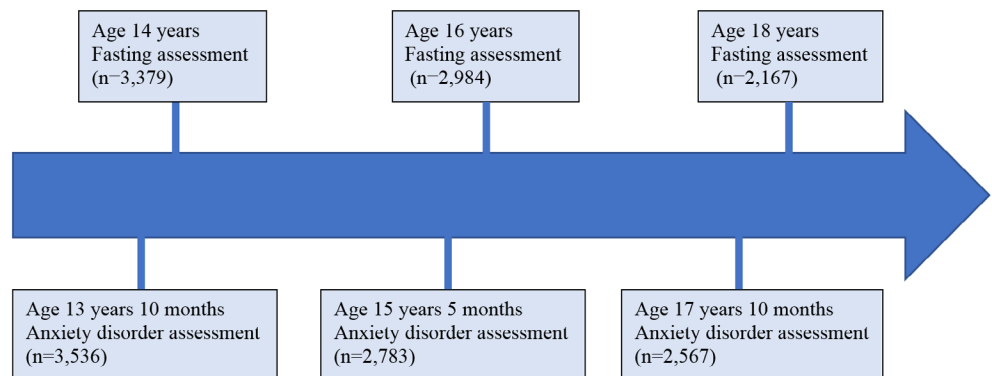 Age 14 years
Fasting assessment
(n−3,379)
Age 16 years
Fasting assessment
(n−2,984)
Age 18 years
Fasting assessment
(n−2,167)
Age 13 years 10 months
Anxiety disorder assessment
(n=3,536)
Age 15 years 5 months
Anxiety disorder assessment
(n=2,783)
Age 17 years 10 months
Anxiety disorder assessment
(n=2,567)